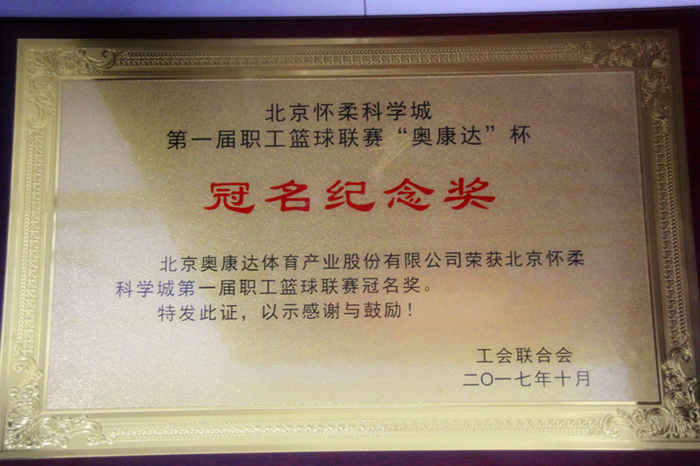 北京怀柔科学城
第一届职工篮球联赛“奥康达”杯
冠名纪念奖
北京奥康达体育产业股份有限公司荣获北京怀柔
科学城第一届职工篮球联赛冠名奖。
特发此证，以示感谢与鼓励！
工会联合会
二〇一七年十月